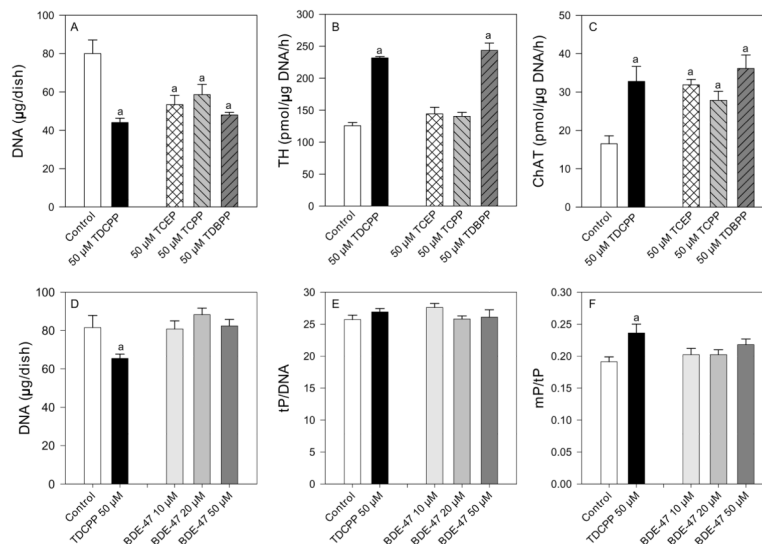 A
DNA (µg/dish)
100
80
60
40
20
0
a
a
a
a
Control
50 µM TDCPP
50 µM TCEP
50 µM TCPP
50 µM TDBPP
B
TH (pmol/µg DNA/h)
300
250
200
150
100
50
0
a
a
Control
50 µM TDCPP
50 µM TCEP
50 µM TCPP
50 µM TDBPP
C
ChAT (pmol/µg DNA/h)
50
40
30
20
10
0
a
a
a
a
Control
50 µM TDCPP
50 µM TCEP
50 µM TCPP
50 µM TDBPP
D
DNA (µg/dish)
100
80
60
40
20
0
a
Control
TDCPP 50 µM
BDE-47 10 µM
BDE-47 20 µM
BDE-47 50 µM
E
tP/DNA
30
25
20
15
10
5
0
Control
TDCPP 50 µM
BDE-47 10 µM
BDE-47 20 µM
BDE-47 50 µM
F
mP/tP
0.30
0.25
0.20
0.15
0.10
0.05
0.00
a
Control
TDCPP 50 µM
BDE-47 10 µM
BDE-47 20 µM
BDE-47 50 µM